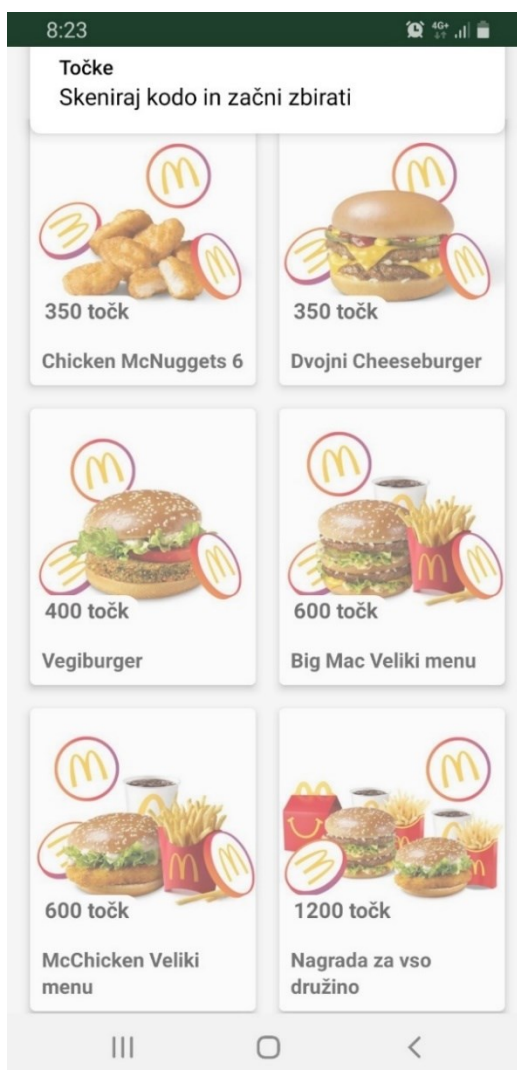 8:23
4G+
Točke
Skeniraj kodo in začni zbirati
350 točk
Chicken McNuggets 6
350 točk
Dvojni Cheeseburger
400 točk
Vegiburger
600 točk
Big Mac Veliki menu
600 točk
McChicken Veliki
menu
1200 točk
Nagrada za vso
družino